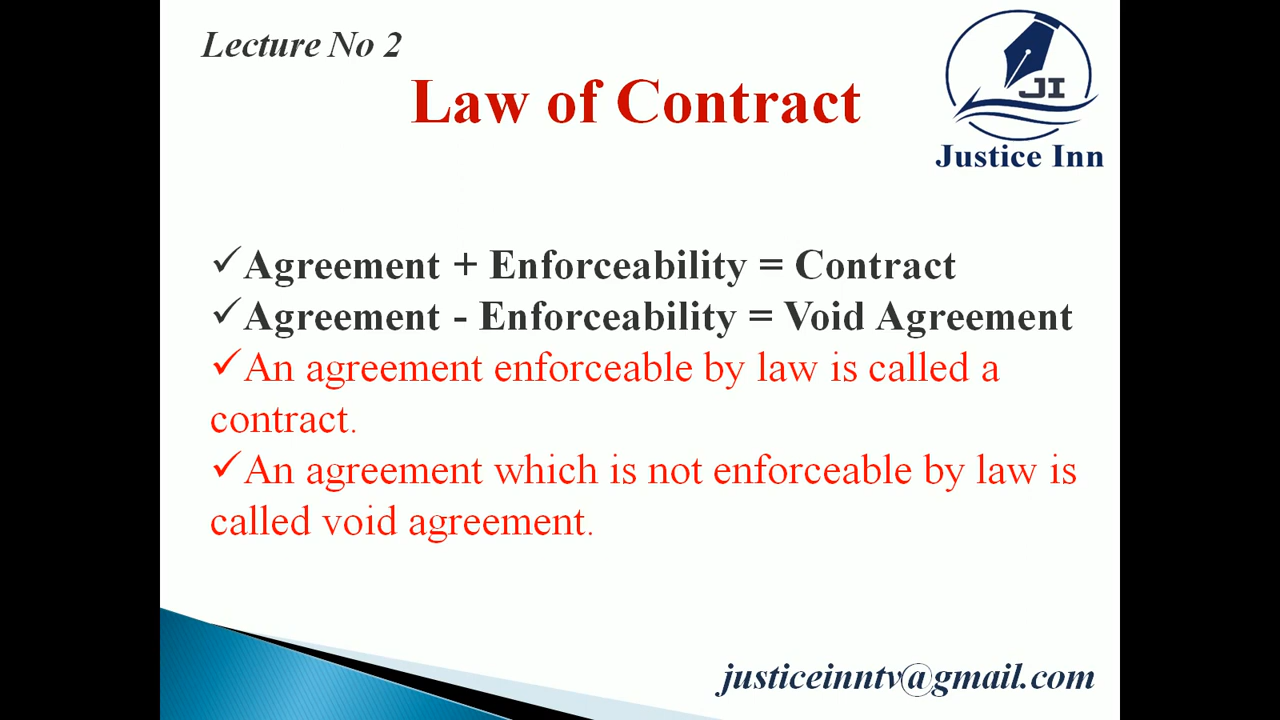 Lecture No 2
Law of Contract
JI
Justice Inn
✓Agreement + Enforceability = Contract
✓Agreement - Enforceability = Void Agreement
✓An agreement enforceable by law is called a
contract.
✓An agreement which is not enforceable by law is
called void agreement.
justiceinntv@gmail.com